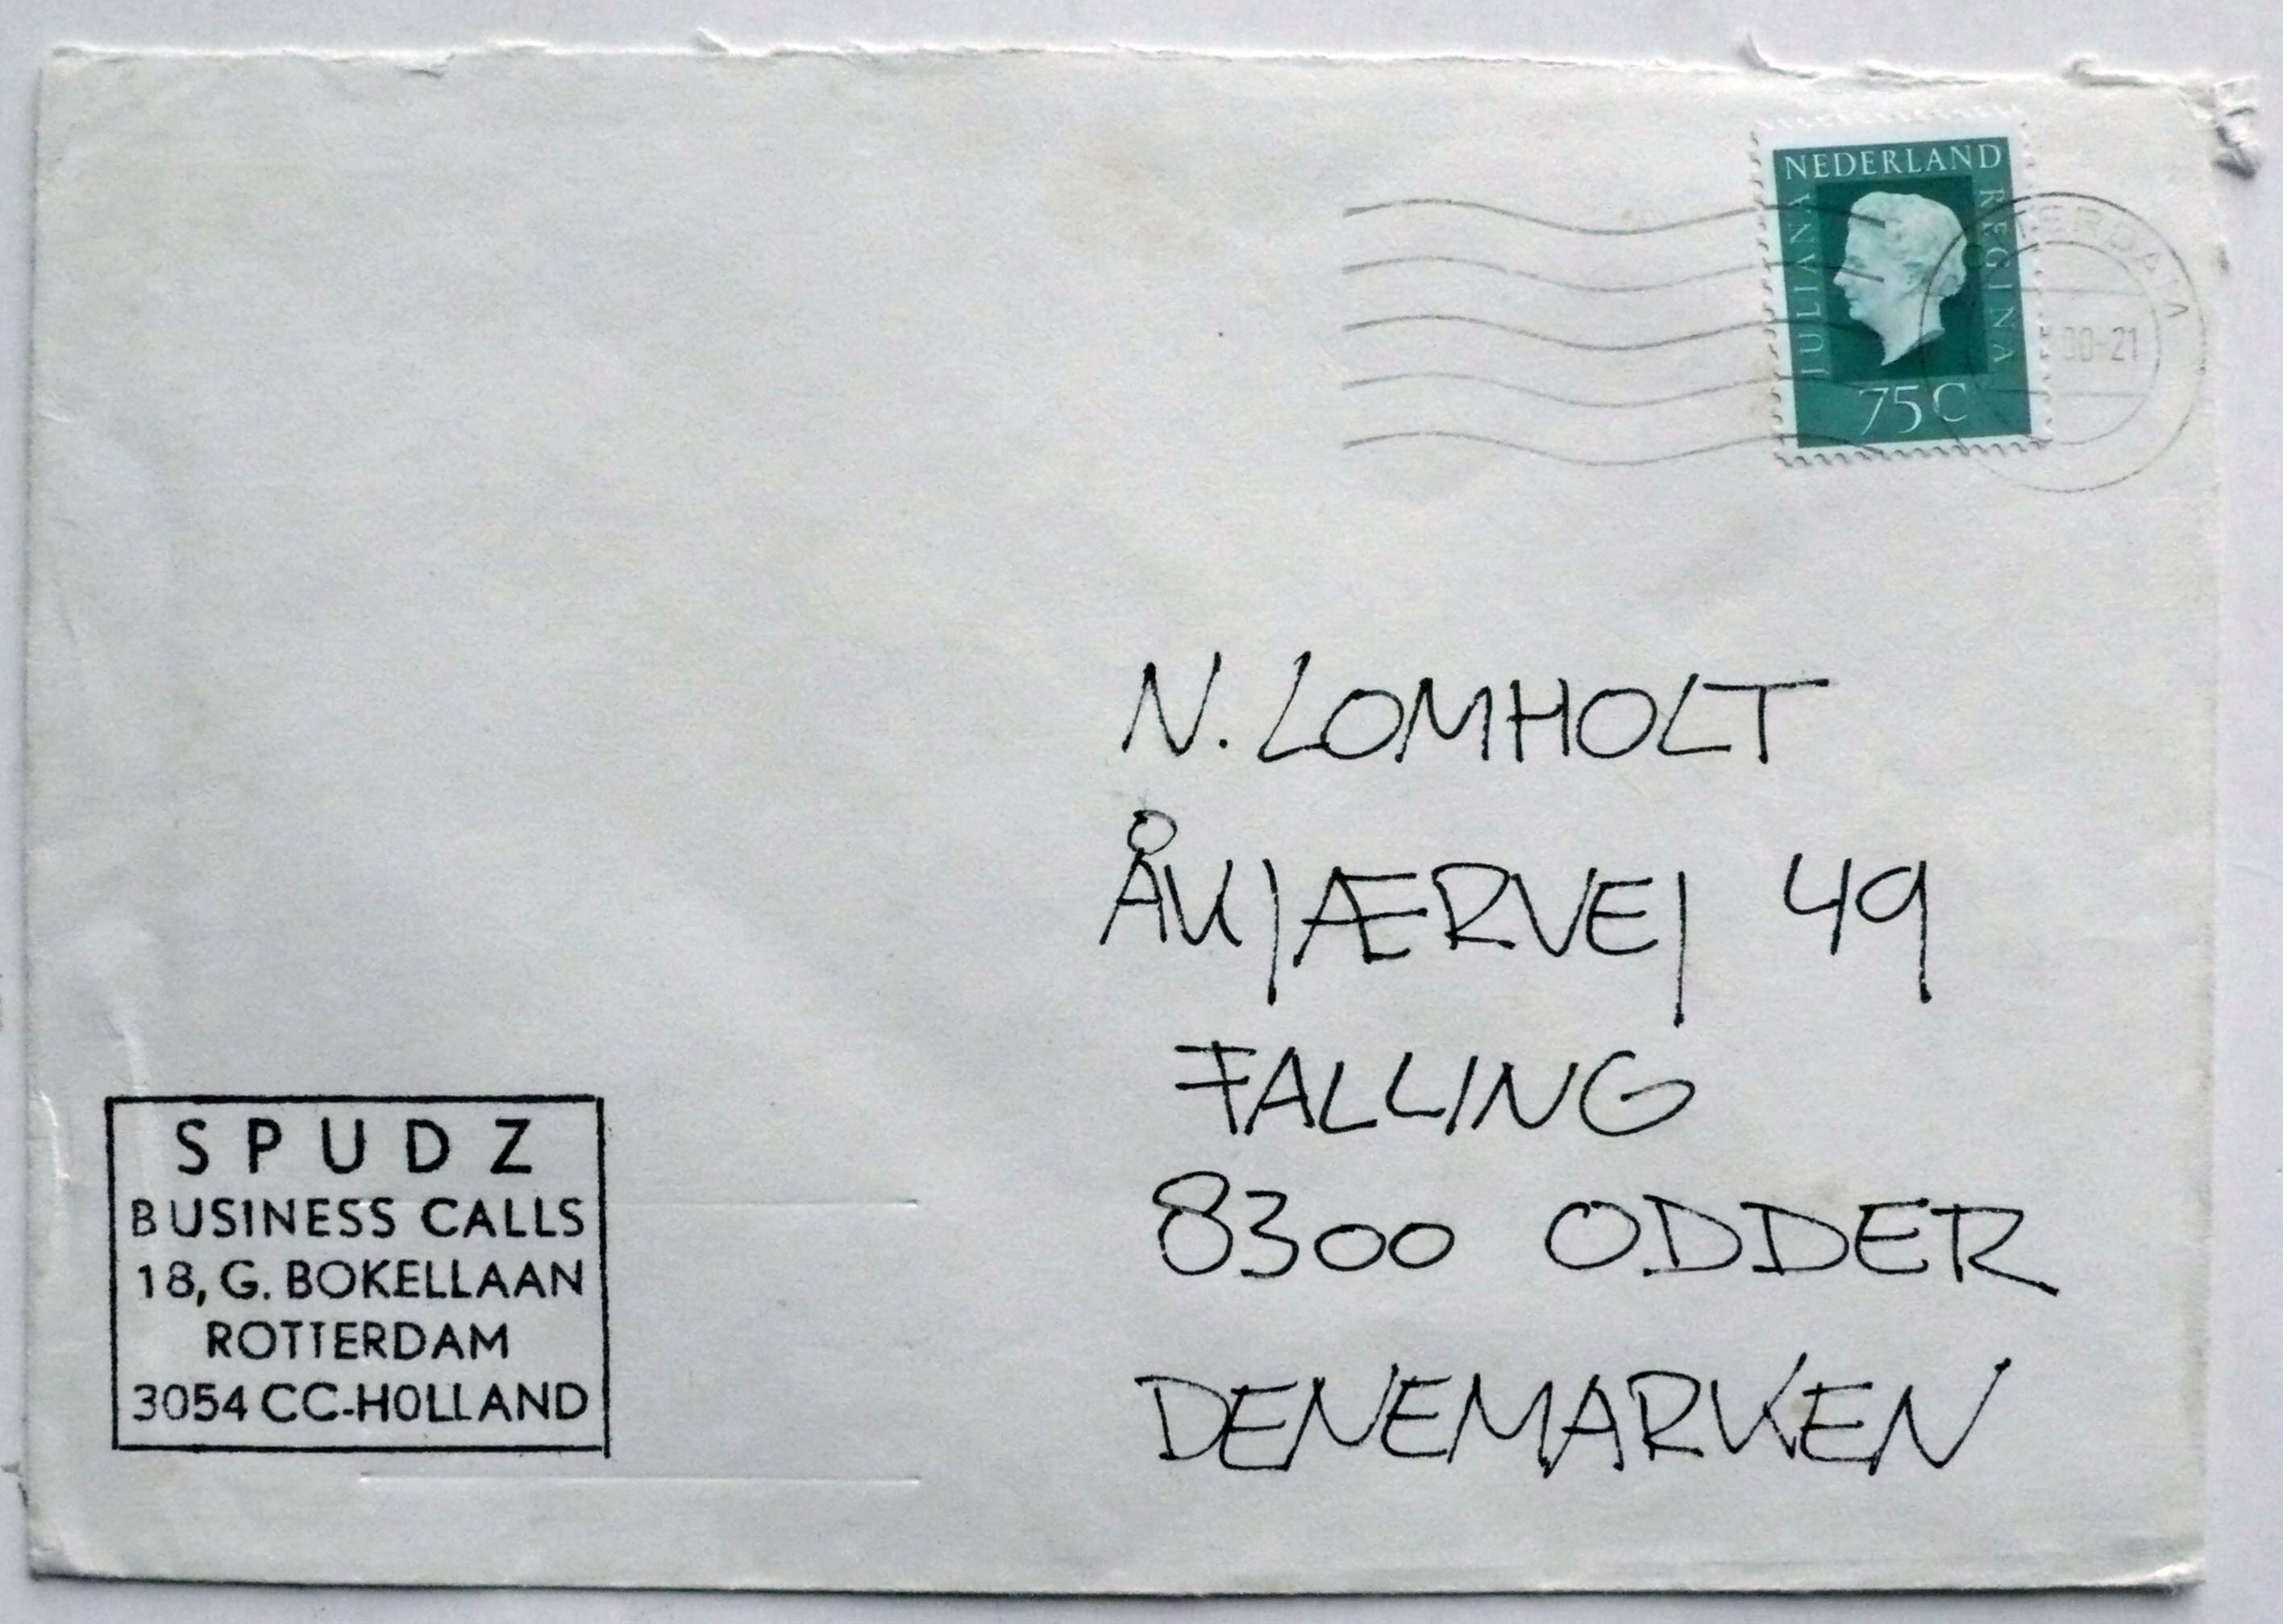 NEDERLAND
JULIANA
REGINA
75C
N. LOMHOLT
ÅKJÆRVEJ 49
FALLING
8300 ODDER
DENEMARKEN
SPUDZ
BUSINESS CALLS
18, G. BOKELLAAN
ROTTERDAM
3054 CC-HOLLAND